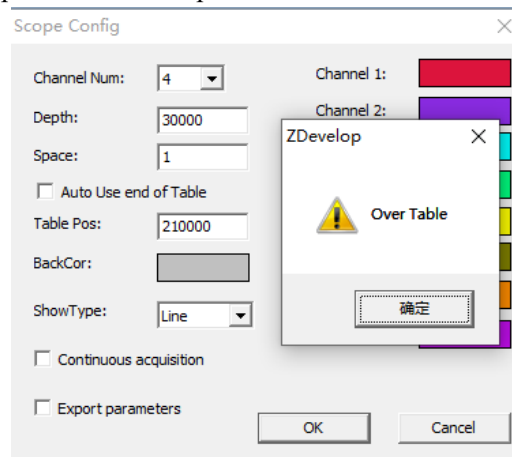 Scope Config
Channel Num:
4
Channel 1:
Depth:
30000
Channel 2:
Space:
1
Auto Use end of Table
Table Pos:
210000
BackCor:
ShowType:
Line
Continuous acquisition
Export parameters
OK
Cancel
ZDevelop
Over Table
确定